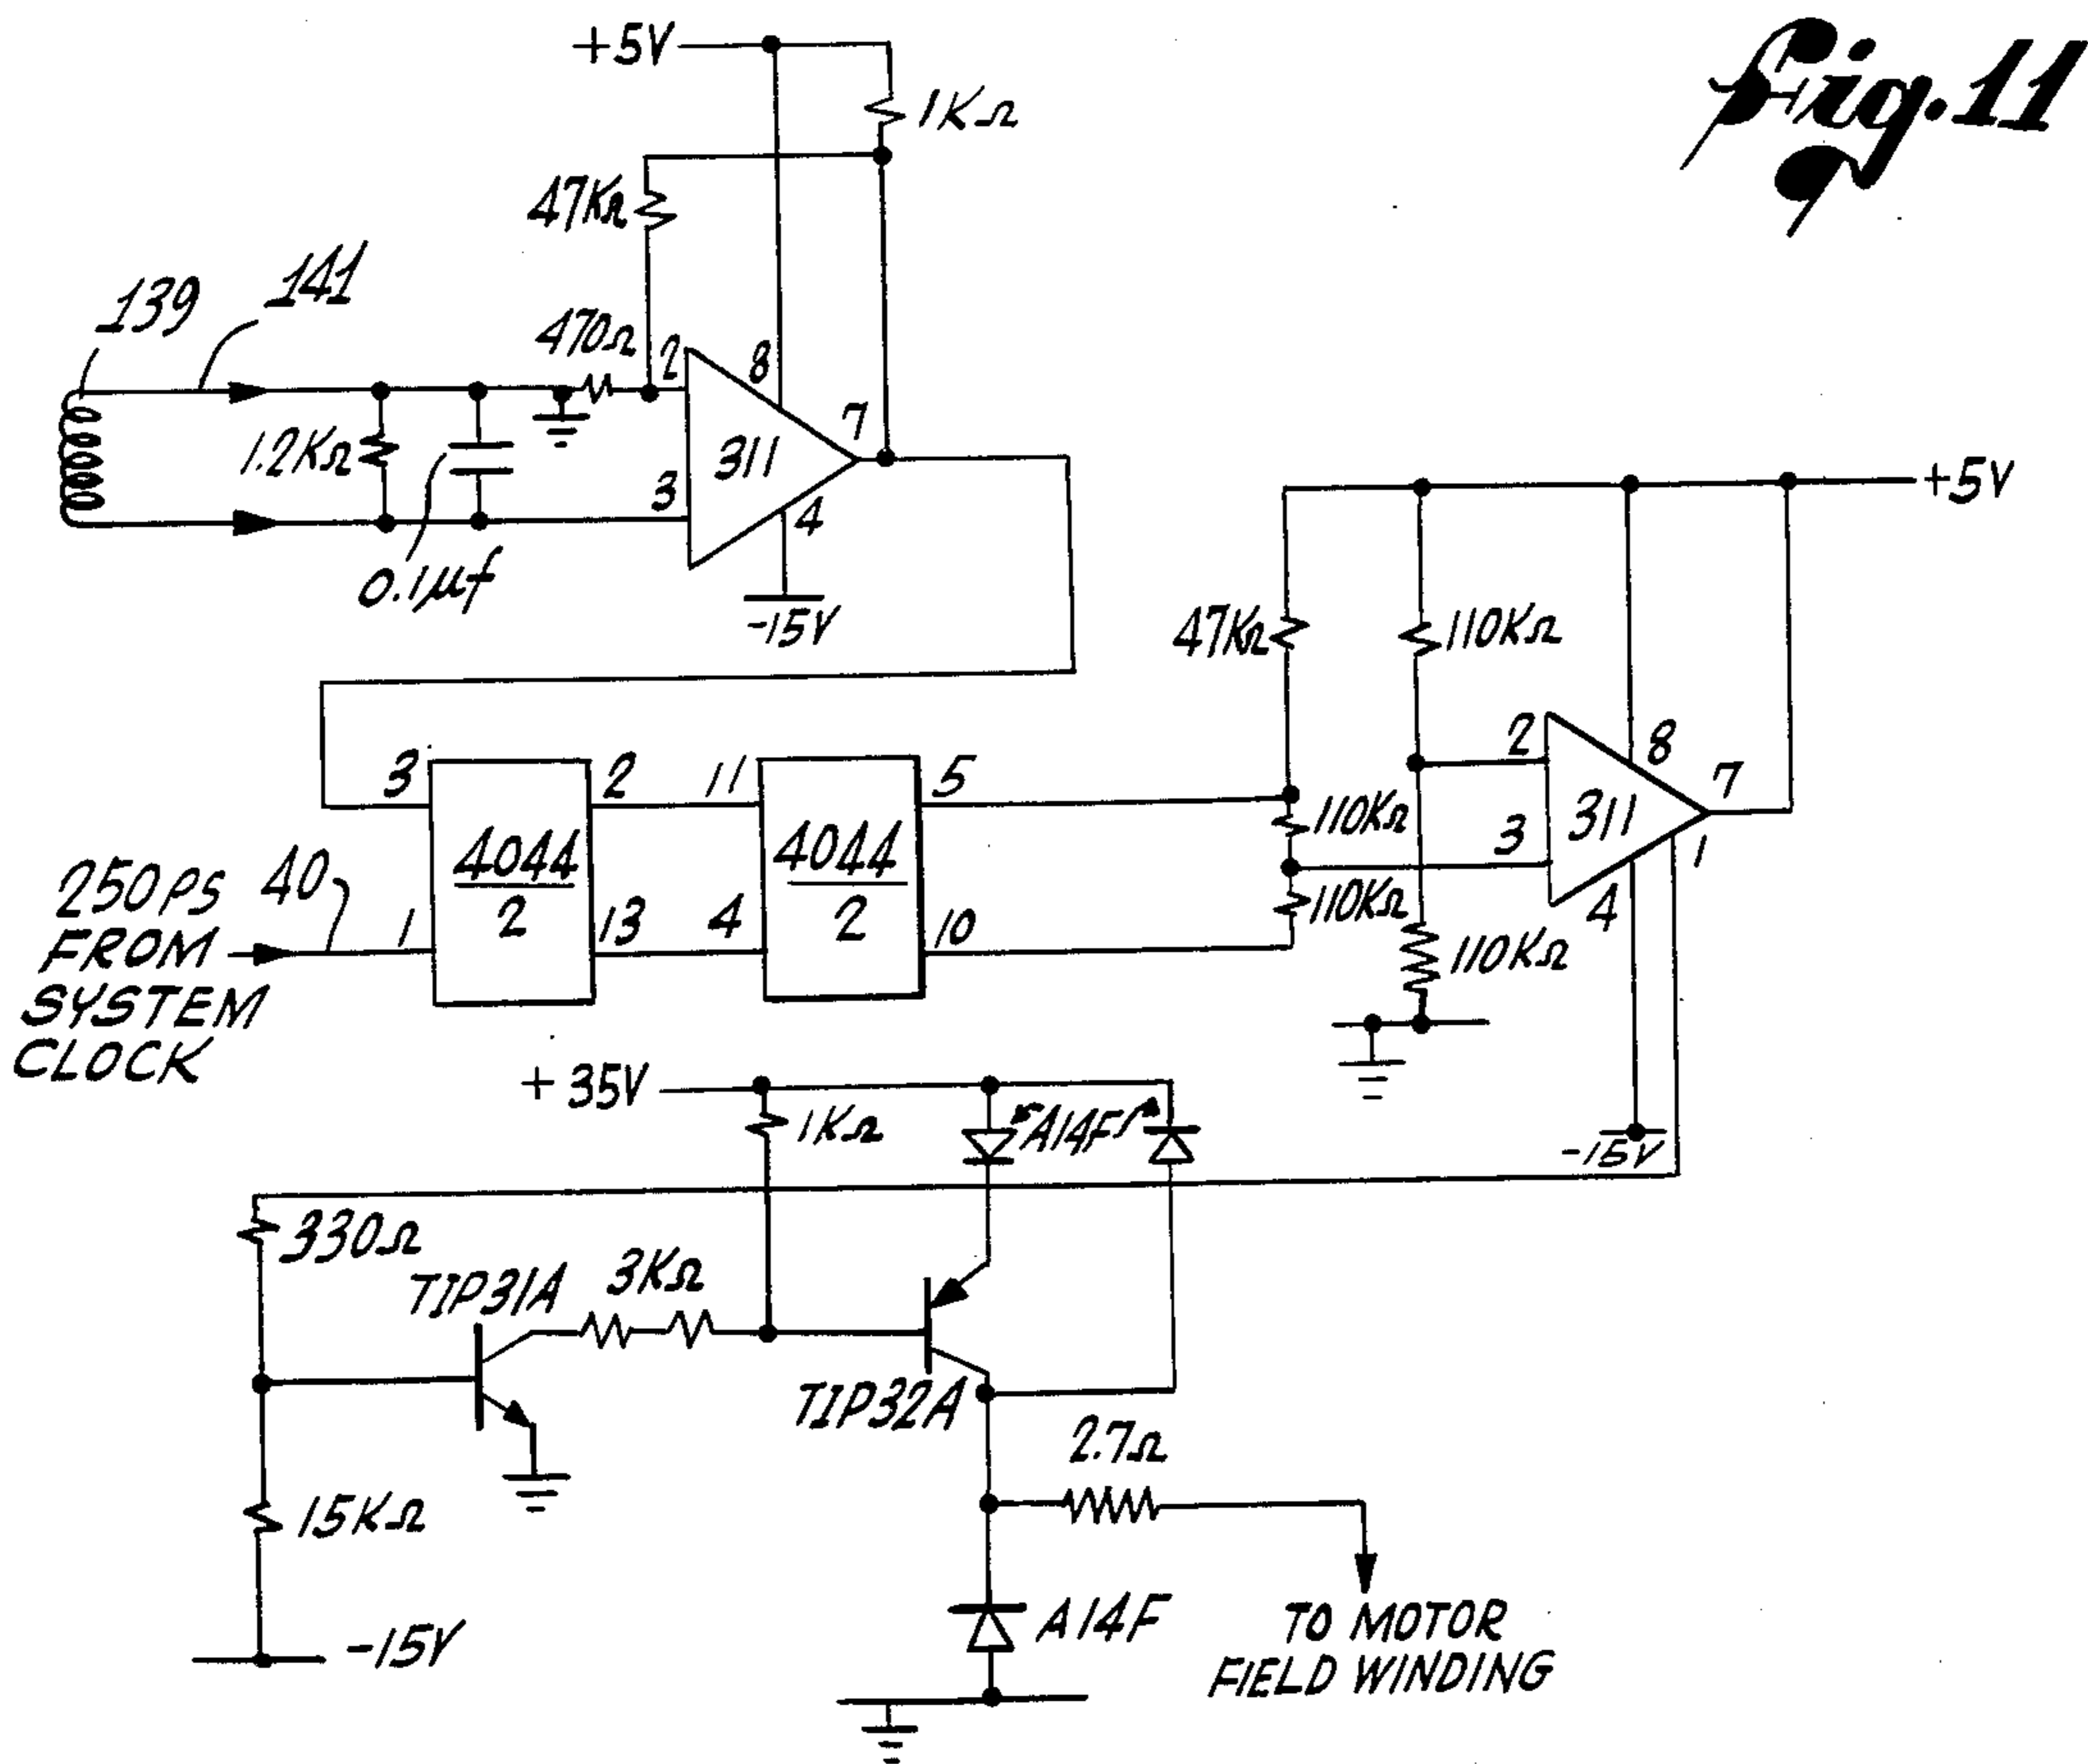 Fig. 11
+5V
1KΩ
47KΩ
139
141
470Ω
2
8
7
1.2KΩ
311
3
4
0.1μf
-15V
+5V
47KΩ
110KΩ
2
8
7
3
2
11
5
110KΩ
311
3
1
4044
2
4044
2
250PS
FROM
SYSTEM
CLOCK
40
1
13
4
10
110KΩ
4
110KΩ
+35V
1KΩ
A14F
-15V
330Ω
TIP31A
3KΩ
TIP32A
2.7Ω
15KΩ
-15V
A14F
TO MOTOR
FIELD WINDING